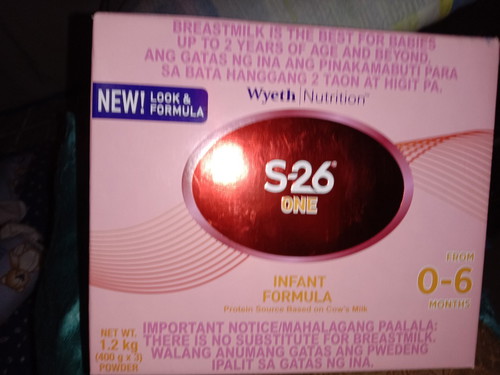 BREASTMILK IS THE BEST FOR BABIES
UP TO 2 YEARS OF AGE AND BEYOND.
ANG GATAS NG INA ANG PINAKAMABUTI PARA
SA BATA HANGGANG 2 TAON AT HIGIT PA.
Wyeth | Nutrition
NEW! LOOK &
FORMULA
S-26®
ONE
INFANT
FORMULA
Protein Source Based on Cow's Milk
FROM
0-6
MONTHS
NET WT.
1.2 kg
(400 g x 3)
POWDER
IMPORTANT NOTICE/MAHALAGANG PAALALA:
THERE IS NO SUBSTITUTE FOR BREASTMILK.
WALANG ANUMANG GATAS ANG PWEDENG
IPALIT SA GATAS NG INA.